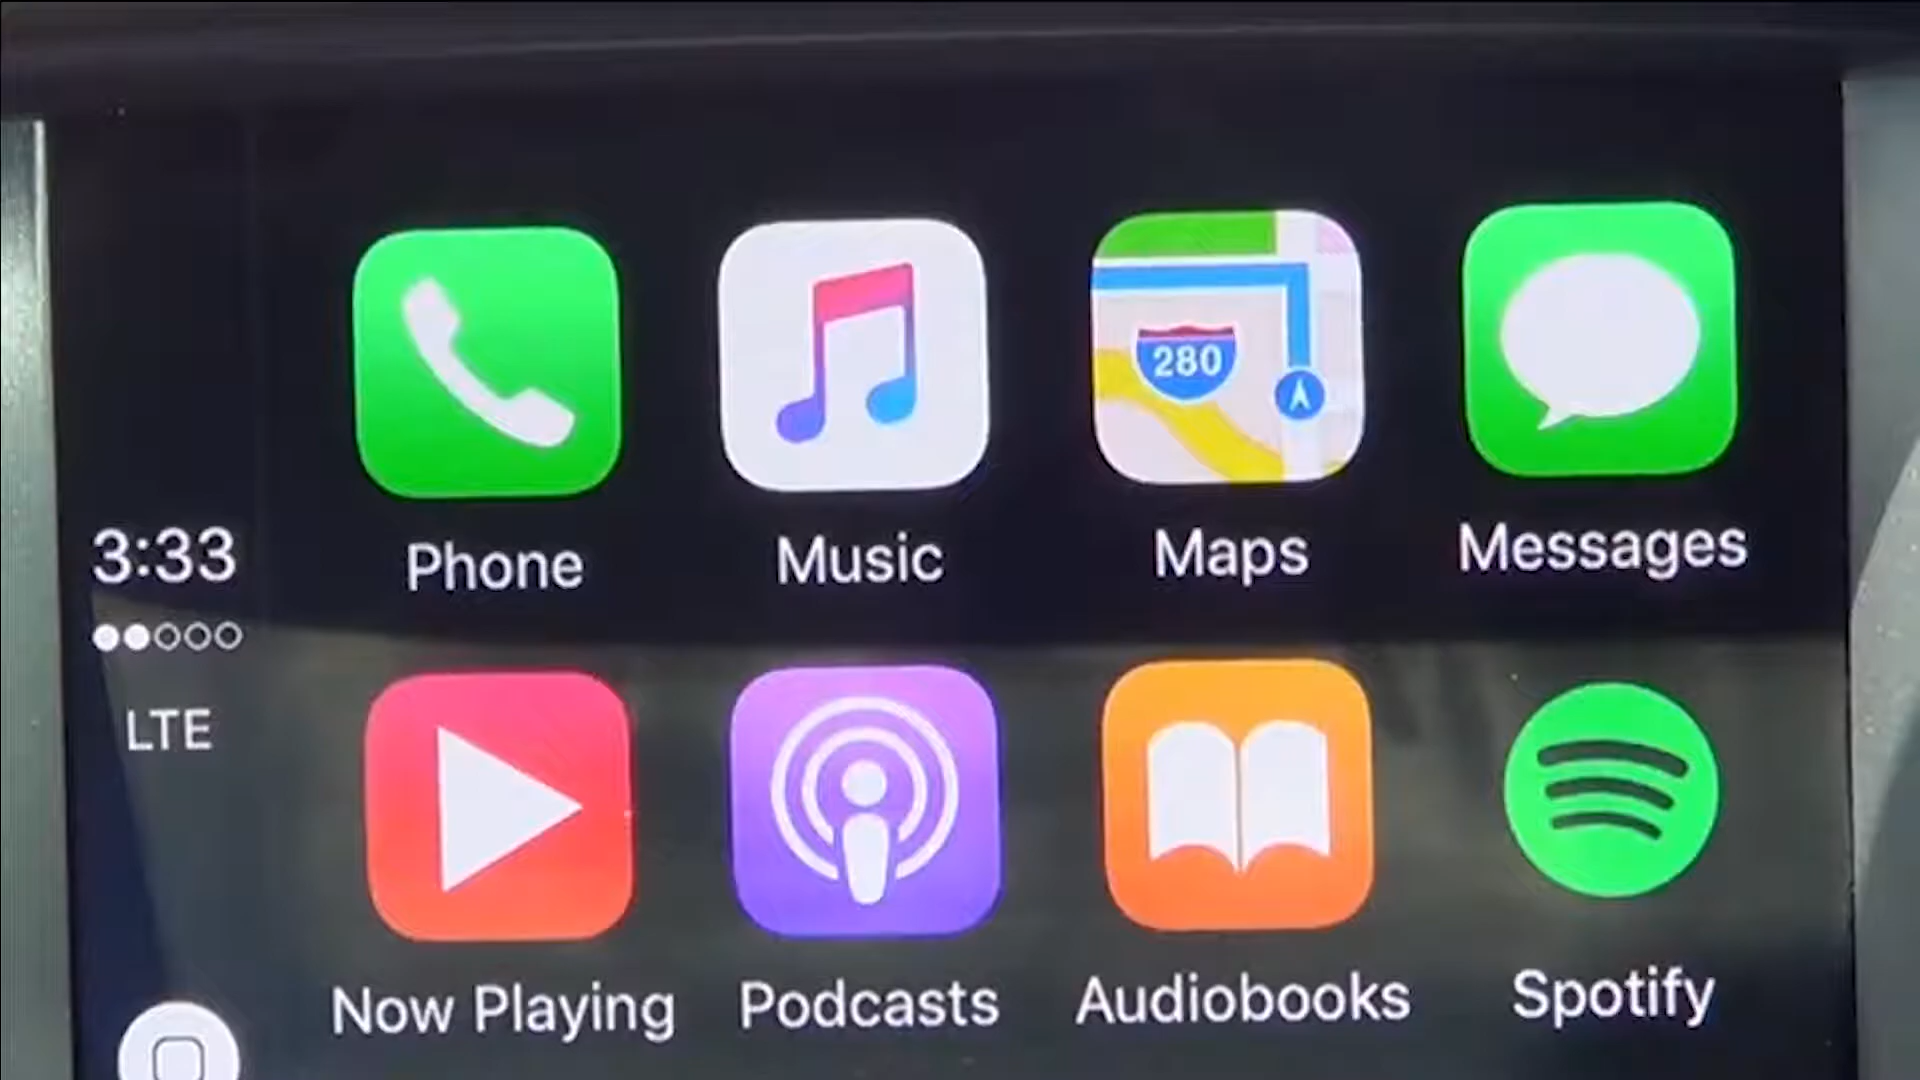 280
Phone
Music
Maps
Messages
3:33
LTE
Now Playing
Podcasts
Audiobooks
Spotify